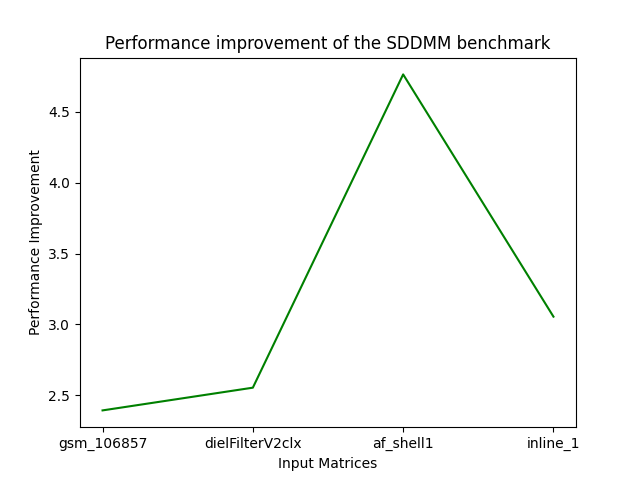 Performance improvement of the SDDMM benchmark
Performance Improvement
4.5
4.0
3.5
3.0
2.5
gsm_106857 dielFilterV2clx af_shell1 inline_1
Input Matrices